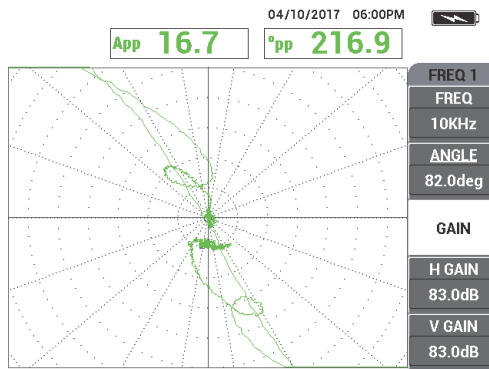 04/10/2017 06:00PM
App 16.7
°pp 216.9
FREQ 1
FREQ
10KHz
ANGLE
82.0deg
GAIN
H GAIN
83.0dB
V GAIN
83.0dB